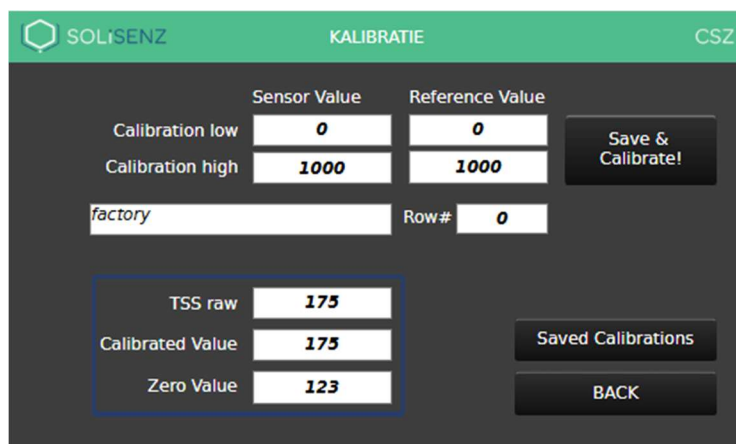 SOLiSENZ KALIBRATIE CSZ
Sensor Value Reference Value
Calibration low 0 0
Calibration high 1000 1000
Save &
Calibrate!
factory Row# 0
TSS raw 175
Calibrated Value 175
Zero Value 123
Saved Calibrations
BACK